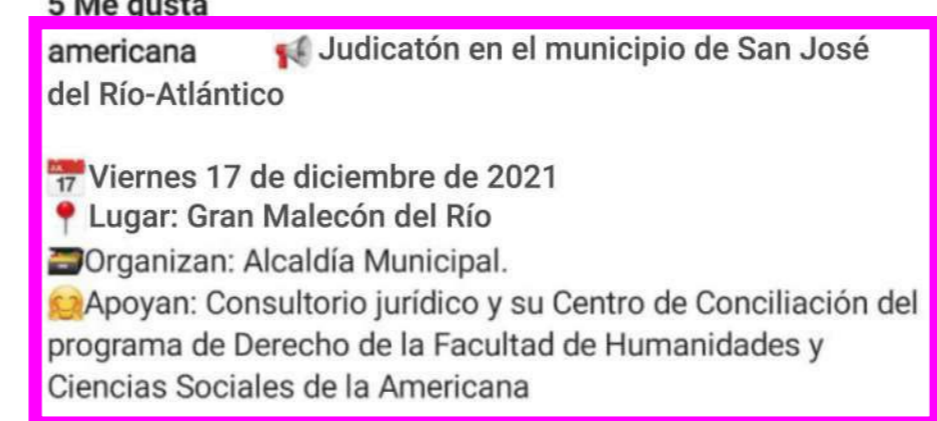 5 Me gusta
americana 📢 Judicatón en el municipio de San José
del Río-Atlántico
📅Viernes 17 de diciembre de 2021
📍 Lugar: Gran Malecón del Río
🗃️Organizan: Alcaldía Municipal.
🤗Apoyan: Consultorio jurídico y su Centro de Conciliación del
programa de Derecho de la Facultad de Humanidades y
Ciencias Sociales de la Americana